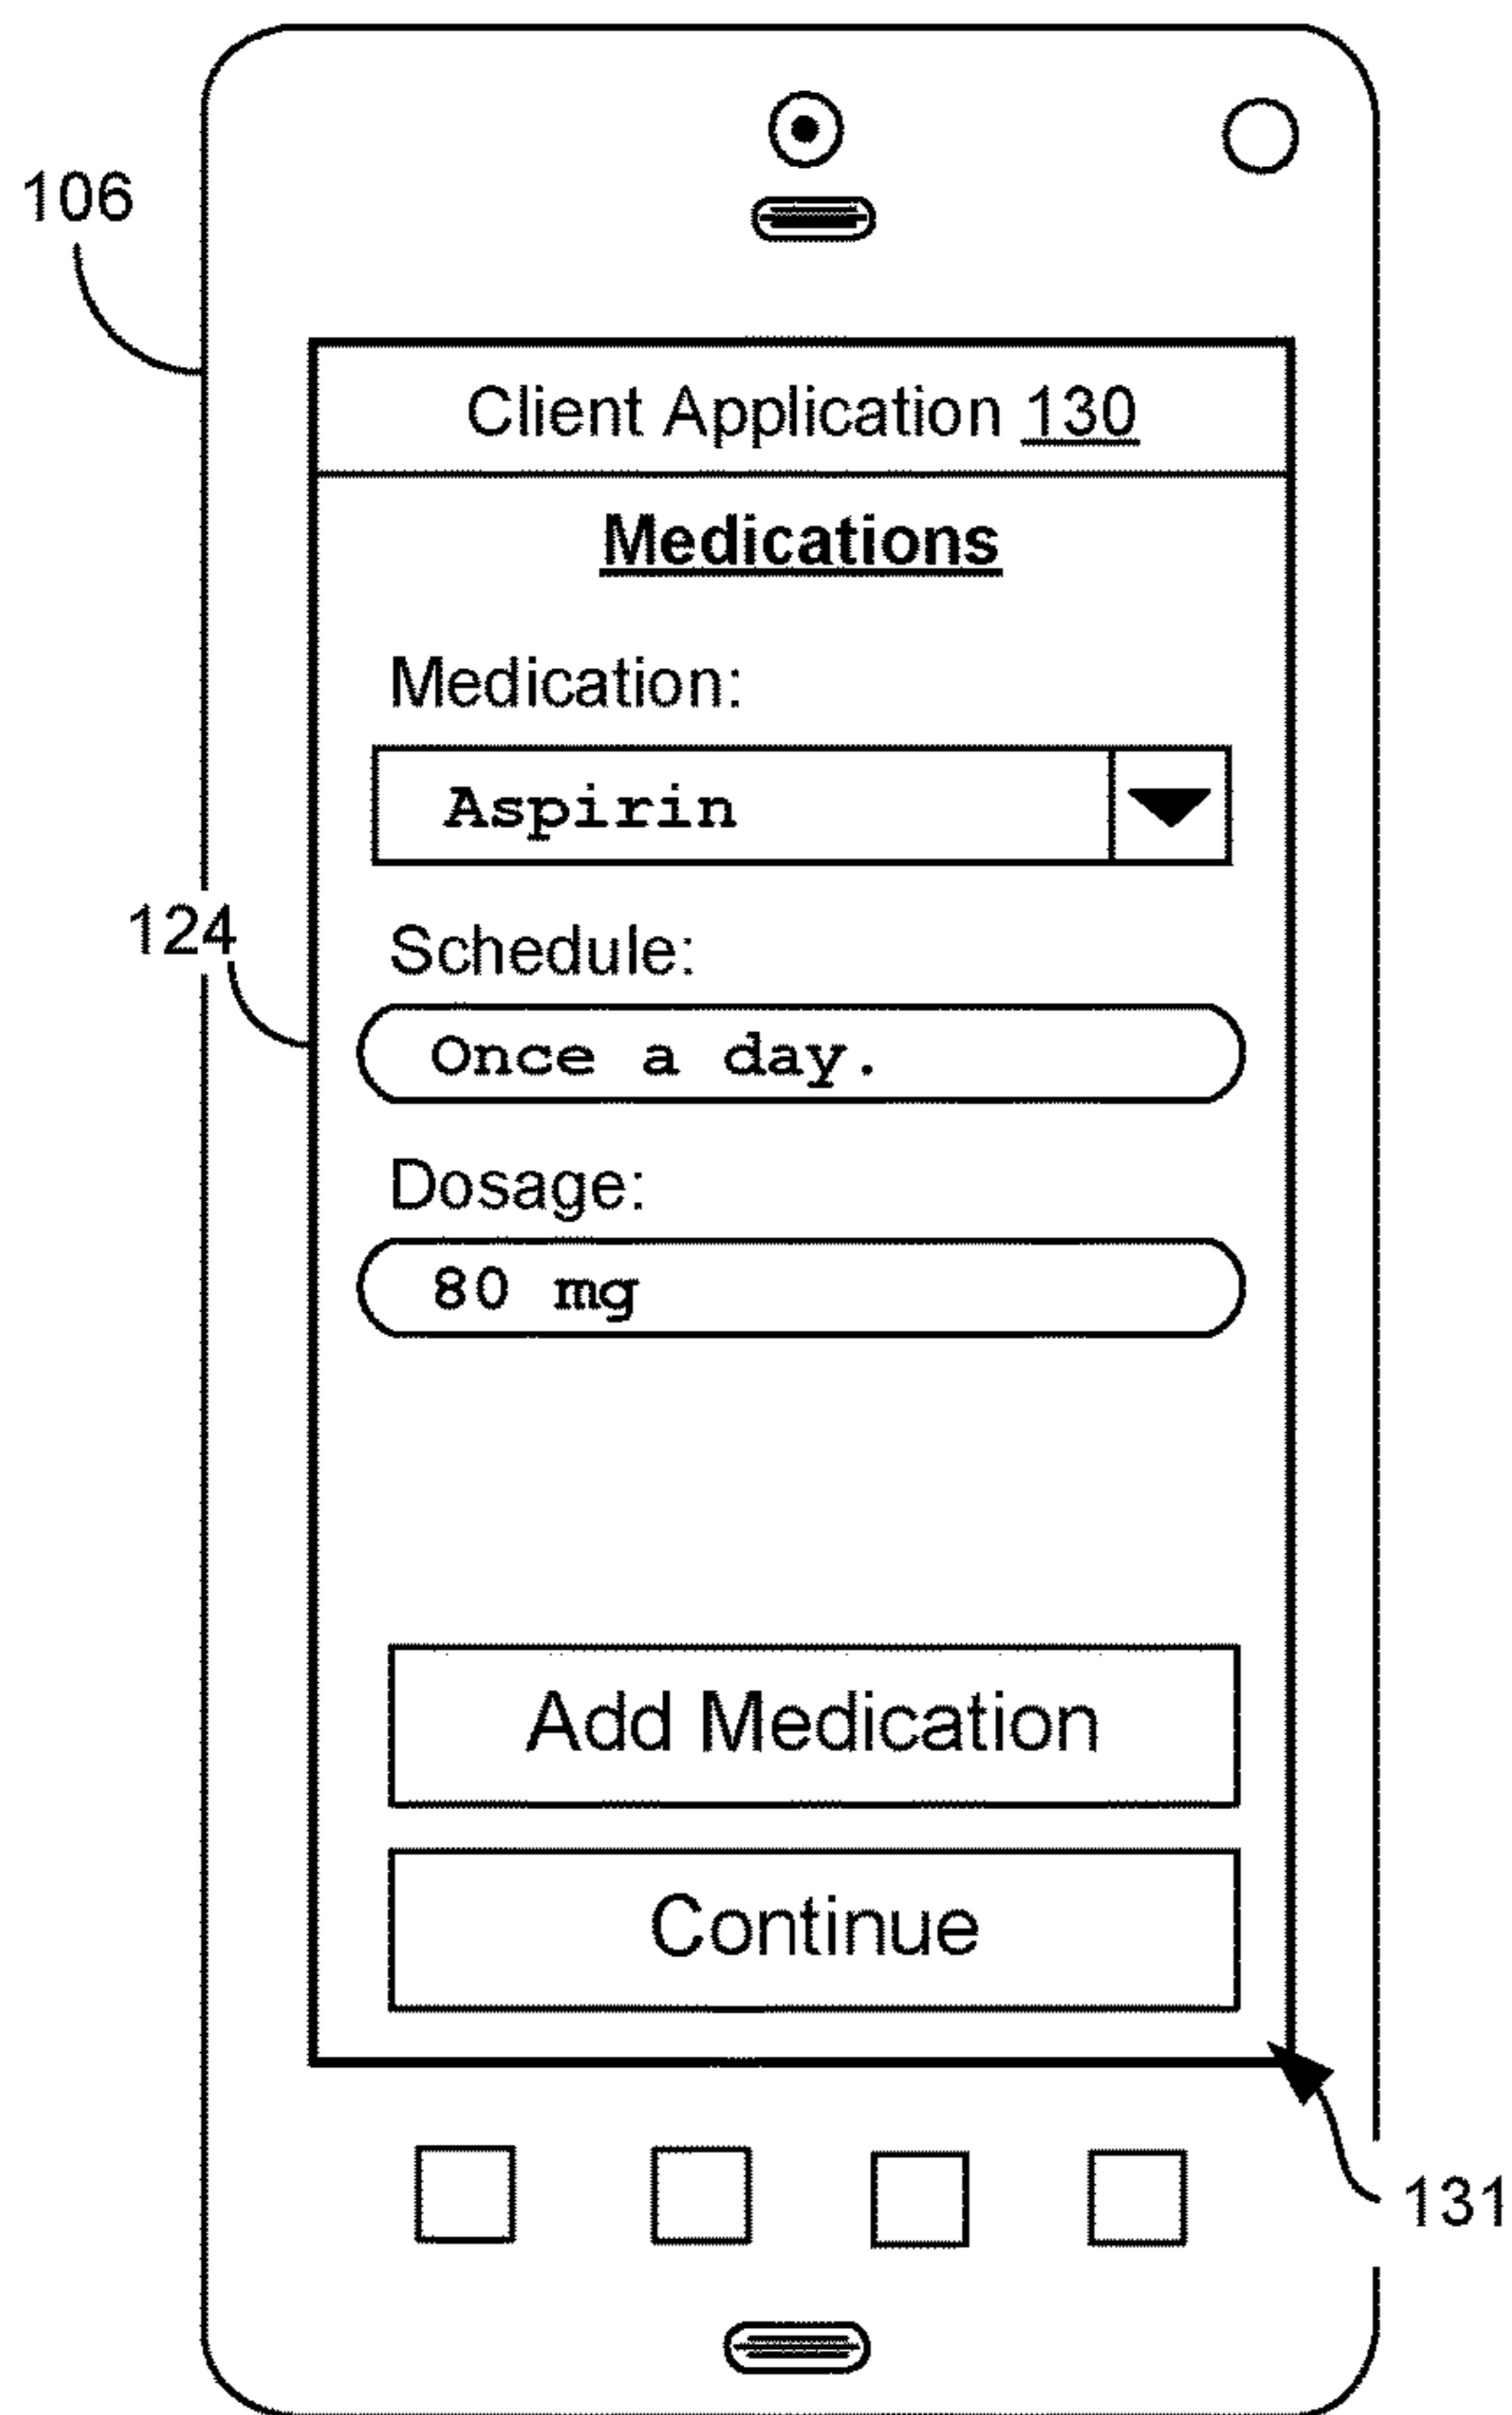 106
Client Application 130
Medications
Medication:
Aspirin
124
Schedule:
Once a day.
Dosage:
80 mg
Add Medication
Continue
131